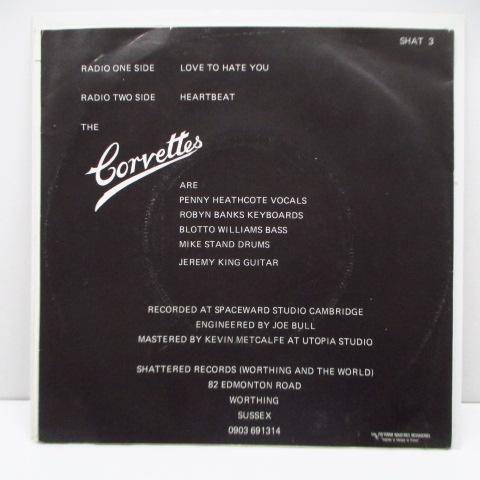 SHAT 3
RADIO ONE SIDE LOVE TO HATE YOU
RADIO TWO SIDE HEARTBEAT
THE
Corvettes
ARE
PENNY HEATHCOTE VOCALS
ROBYN BANKS KEYBOARDS
BLOTTO WILLIAMS BASS
MIKE STAND DRUMS
JEREMY KING GUITAR
RECORDED AT SPACEWARD STUDIO CAMBRIDGE
ENGINEERED BY JOE BULL
MASTERED BY KEVIN METCALFE AT UTOPIA STUDIO
SHATTERED RECORDS (WORTHING AND THE WORLD)
82 EDMONTON ROAD
WORTHING
SUSSEX
0903 691314